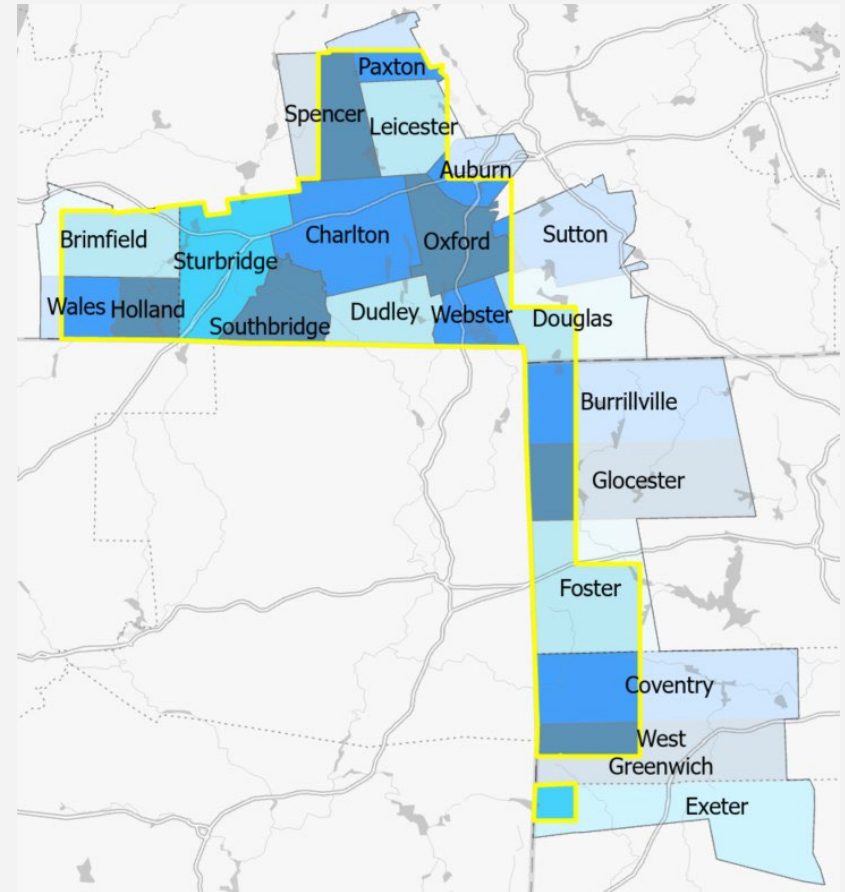 Paxton
Spencer
Leicester
Auburn
Brimfield
Sturbridge
Charlton
Oxford
Sutton
Wales
Holland
Southbridge
Dudley
Webster
Douglas
Burrillville
Glocester
Foster
Coventry
West
Greenwich
Exeter